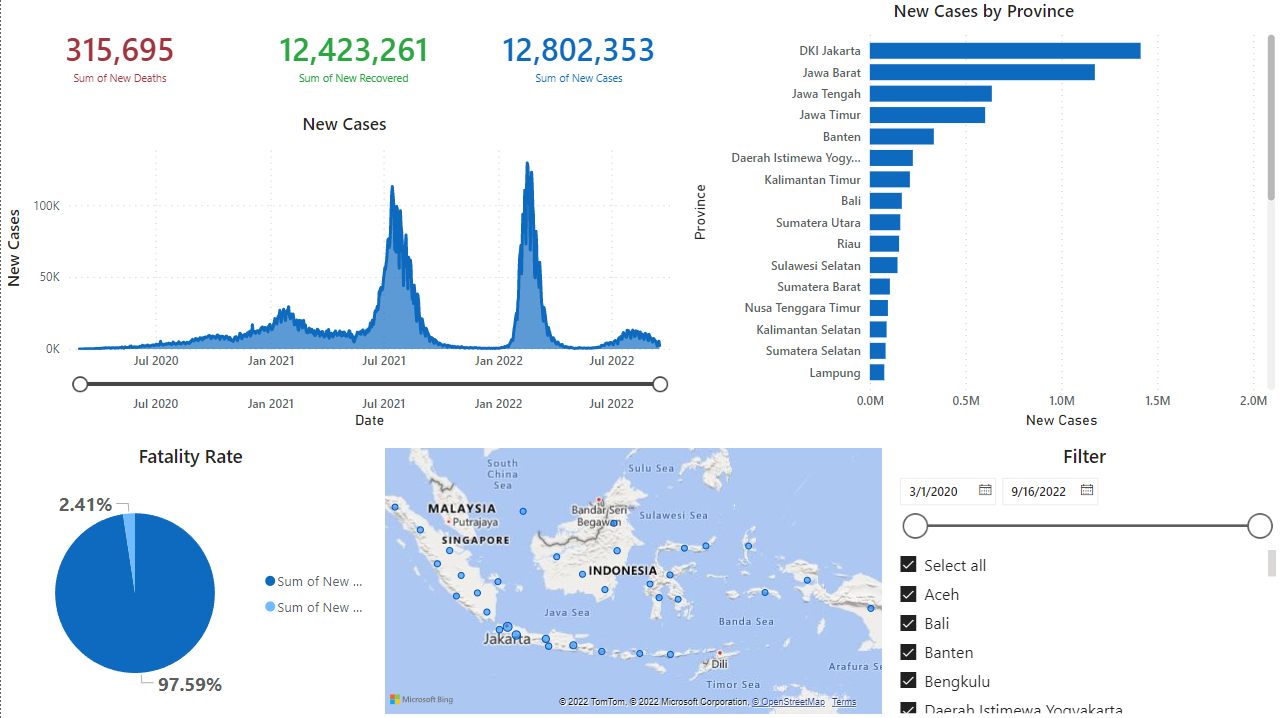 315,695
Sum of New Deaths
12,423,261
Sum of New Recovered
12,802,353
Sum of New Cases
New Cases
New Cases
100K
50K
0K
Jul 2020
Jan 2021
Jul 2021
Jan 2022
Jul 2022
Jul 2020
Jan 2021
Jul 2021
Jan 2022
Jul 2022
Date
New Cases by Province
Province
DKI Jakarta
Jawa Barat
Jawa Tengah
Jawa Timur
Banten
Daerah Istimewa Yogy...
Kalimantan Timur
Bali
Sumatera Utara
Riau
Sulawesi Selatan
Sumatera Barat
Nusa Tenggara Timur
Kalimantan Selatan
Sumatera Selatan
Lampung
0.0M
0.5M
1.0M
1.5M
2.0M
New Cases
Fatality Rate
2.41%
97.59%
Sum of New ...
Sum of New ...
South
China
Sea
Sulu Sea
MALAYSIA
Putrajaya
SINGAPORE
Bandar Seri
Begawan
Sulawesi Sea
INDONESIA
Java Sea
Banda Sea
Jakarta
Dili
Arafura Se
Timor Sea
Microsoft Bing
© 2022 TomTom, © 2022 Microsoft Corporation, © OpenStreetMap Terms
Filter
3/1/2020
9/16/2022
Select all
Aceh
Bali
Banten
Bengkulu
Daerah Istimewa Yogyakarta